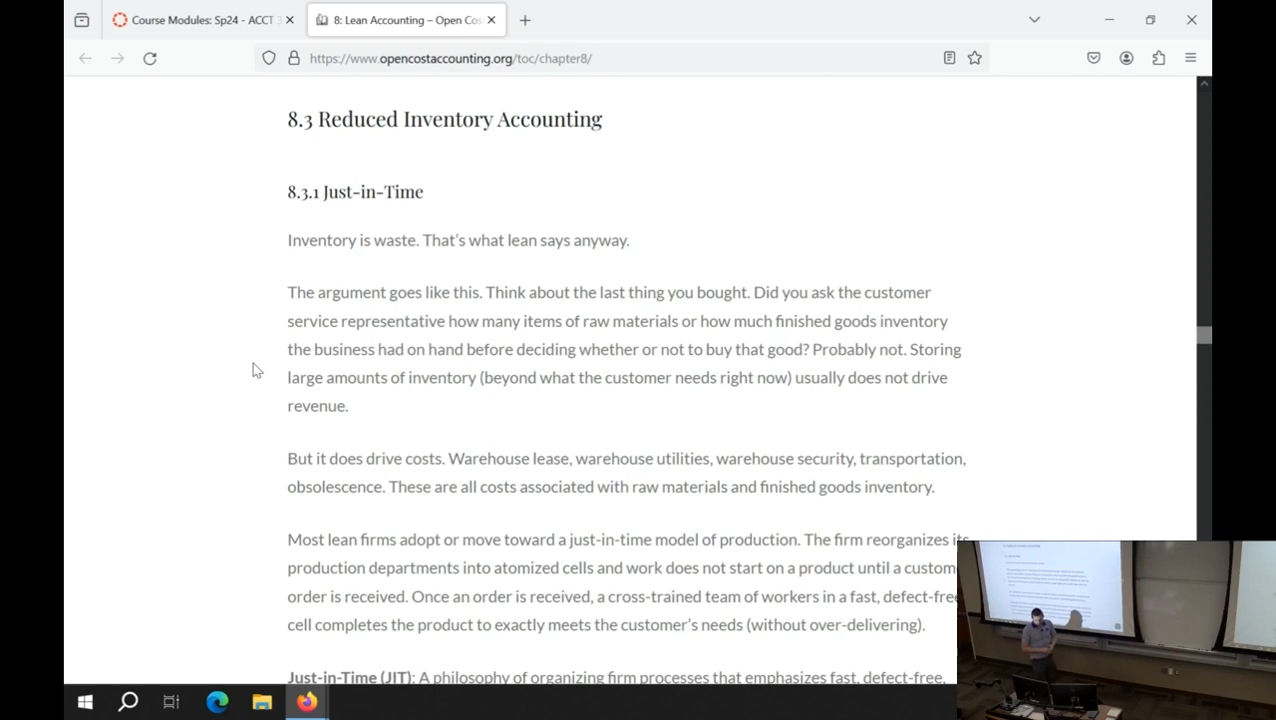 Course Modules: Sp24 - ACCT 3
8: Lean Accounting – Open Cos
https://www.opencostaccounting.org/toc/chapter8/
8.3 Reduced Inventory Accounting
8.3.1 Just-in-Time
Inventory is waste. That's what lean says anyway.
The argument goes like this. Think about the last thing you bought. Did you ask the customer
service representative how many items of raw materials or how much finished goods inventory
the business had on hand before deciding whether or not to buy that good? Probably not. Storing
large amounts of inventory (beyond what the customer needs right now) usually does not drive
revenue.
But it does drive costs. Warehouse lease, warehouse utilities, warehouse security, transportation,
obsolescence. These are all costs associated with raw materials and finished goods inventory.
Most lean firms adopt or move toward a just-in-time model of production. The firm reorganizes its
production departments into atomized cells and work does not start on a product until a custom
order is received. Once an order is received, a cross-trained team of workers in a fast, defect-free
cell completes the product to exactly meets the customer's needs (without over-delivering).
Just-in-Time (JIT): A philosophy of organizing firm processes that emphasizes fast, defect-free,